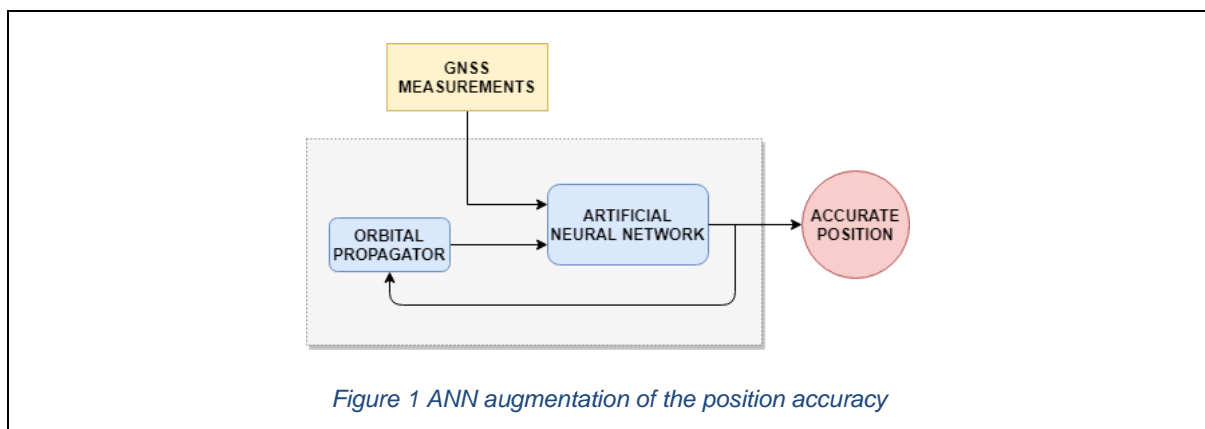 GNSS
MEASUREMENTS
ARTIFICIAL
NEURAL NETWORK
ORBITAL
PROPAGATOR
ACCURATE
POSITION
Figure 1 ANN augmentation of the position accuracy